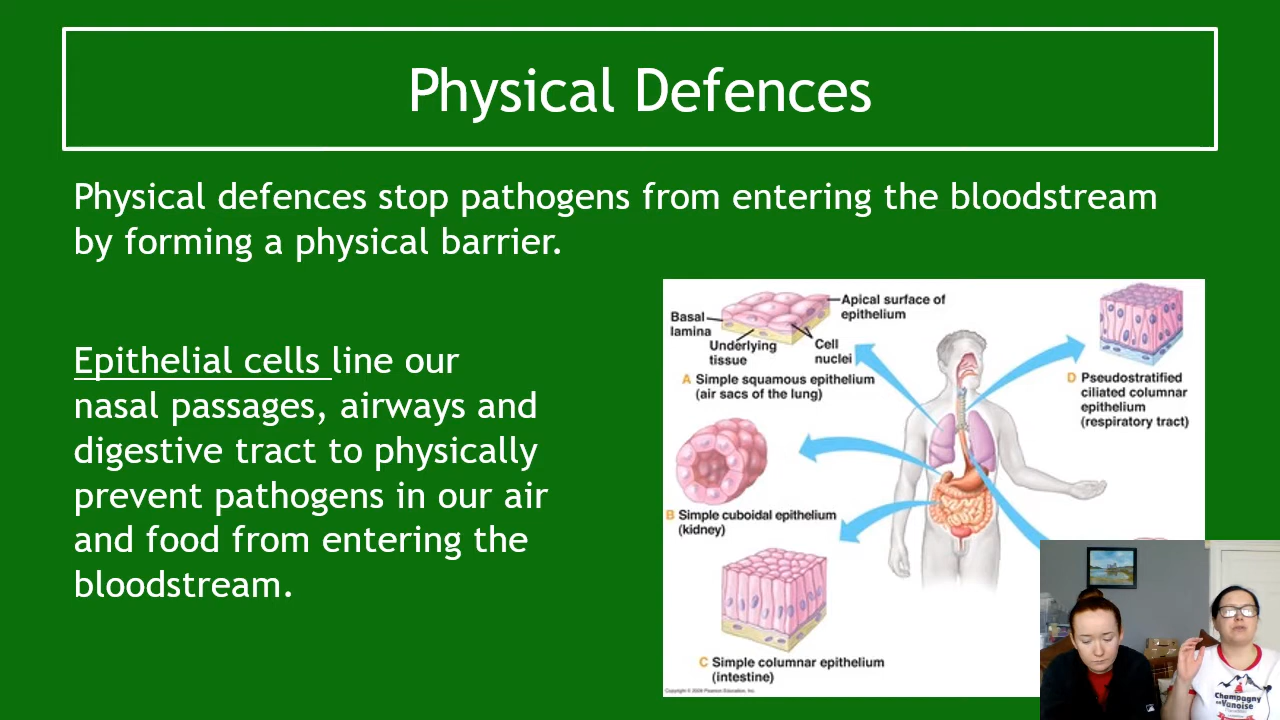 Physical Defences
Physical defences stop pathogens from entering the bloodstream
by forming a physical barrier.
Epithelial cells line our
nasal passages, airways and
digestive tract to physically
prevent pathogens in our air
and food from entering the
bloodstream.
Apical surface of
epithelium
Basal
lamina
Underlying
tissue
Cell
nuclei
A Simple squamous epithelium
(air sacs of the lung)
D Pseudostratified
ciliated columnar
epithelium
(respiratory tract)
B Simple cuboidal epithelium
(kidney)
C Simple columnar epithelium
(intestine)
Copyright © 2009 Pearson Education, Inc.
Champagny
en Vanoise